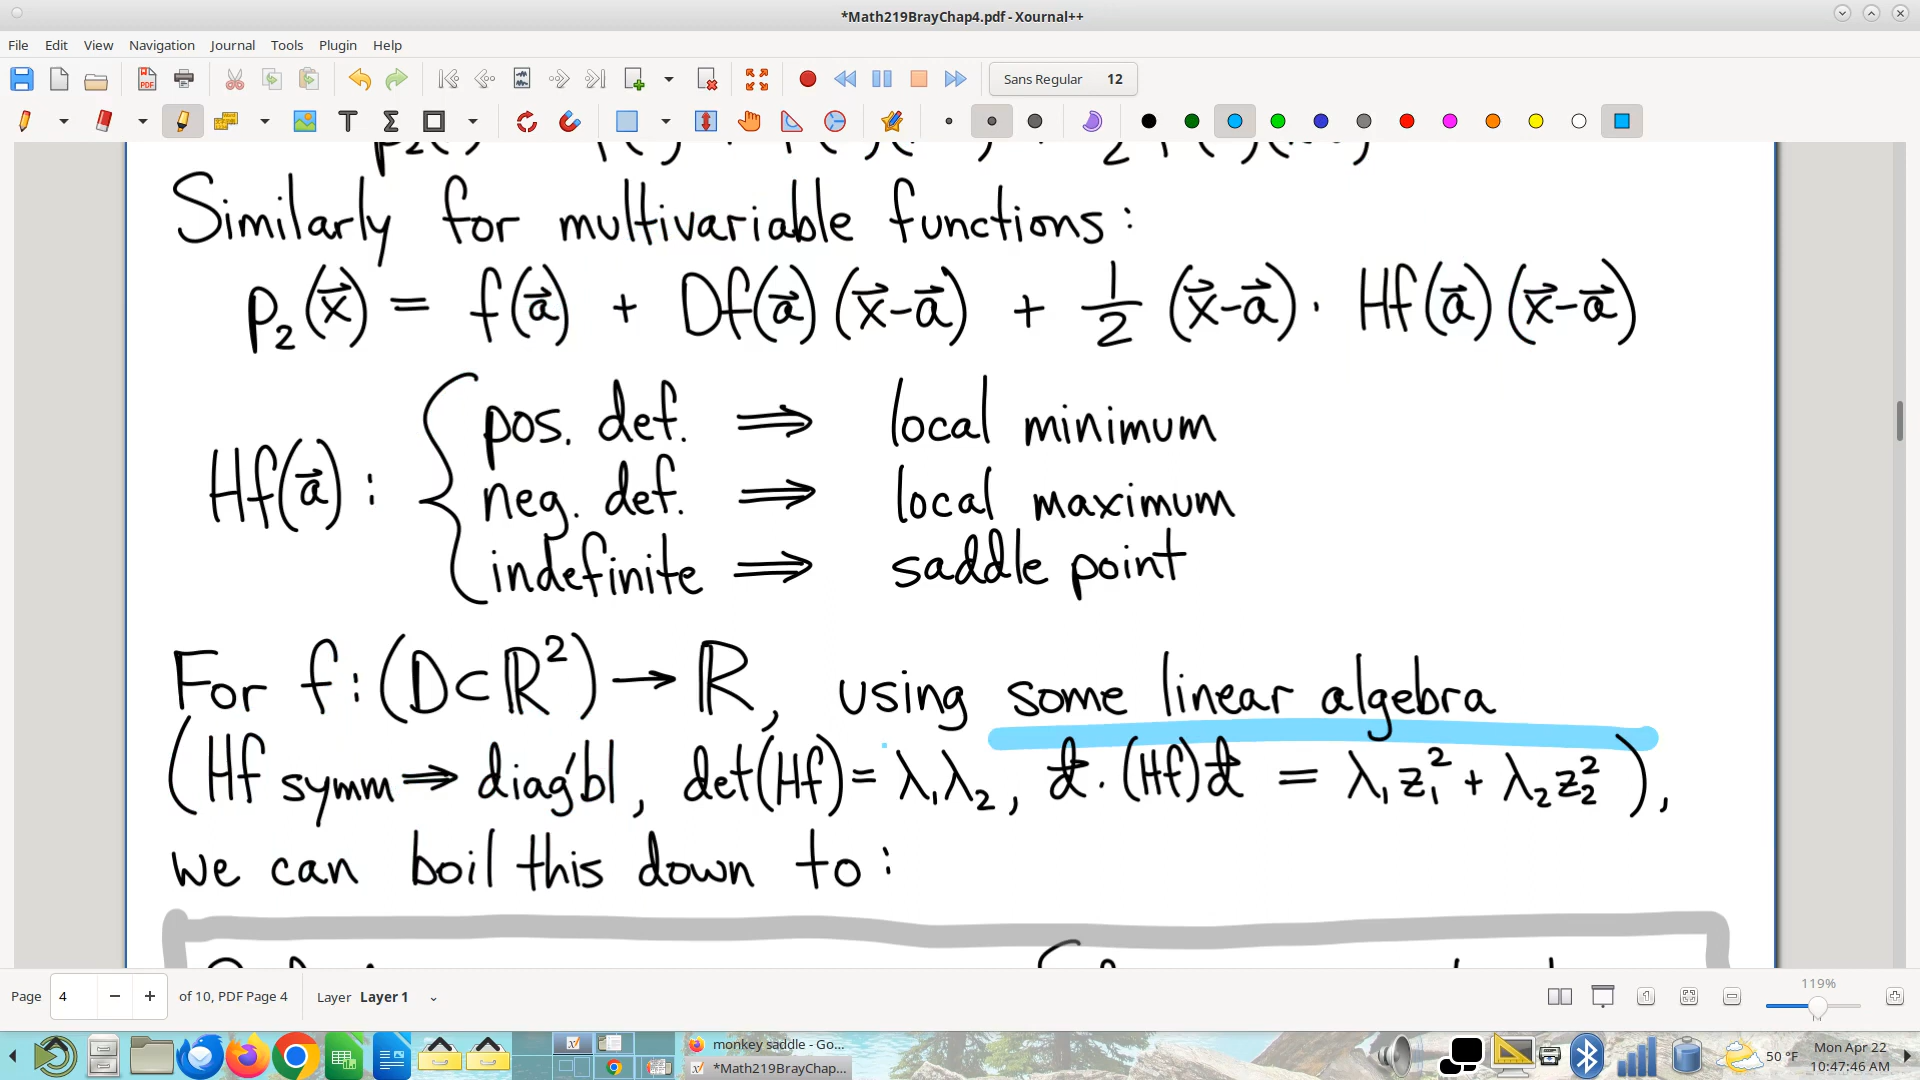 *Math219BrayChap4.pdf - Xournal++
File Edit View Navigation Journal Tools Plugin Help
Sans Regular 12
Similarly for multivariable functions:
p₂(x⃗) = f(a⃗) + Df(a⃗)(x⃗-a⃗) + 1/2 (x⃗-a⃗) · Hf(a⃗)(x⃗-a⃗)
Hf(a⃗): { pos. def. ⟹ local minimum
neg. def. ⟹ local maximum
indefinite ⟹ saddle point
For f: (D⊂ℝ²) → ℝ, using some linear algebra
(Hf symm ⟹ diag'bl, det(Hf) = λ₁λ₂, · (Hf) = λ₁z₁² + λ₂z₂²),
we can boil this down to:
Page 4 of 10, PDF Page 4 Layer Layer 1 119%
monkey saddle - Go...
*Math219BrayChap...
50 °F
Mon Apr 22
10:47:46 AM